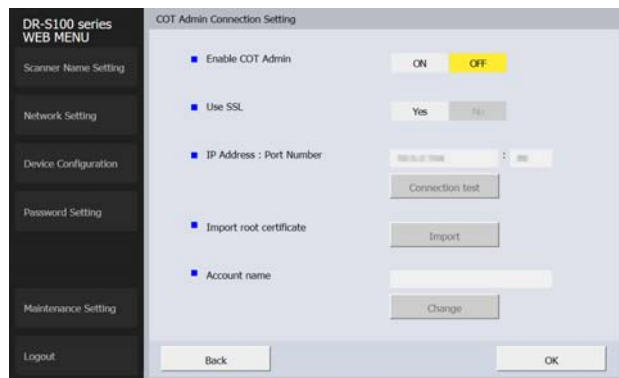 DR-S100 series
WEB MENU
Scanner Name Setting
Network Setting
Device Configuration
Password Setting
Maintenance Setting
Logout
COT Admin Connection Setting
Enable COT Admin
ON OFF
Use SSL
Yes No
IP Address : Port Number
:
Connection test
Import root certificate
Import
Account name
Change
Back
OK